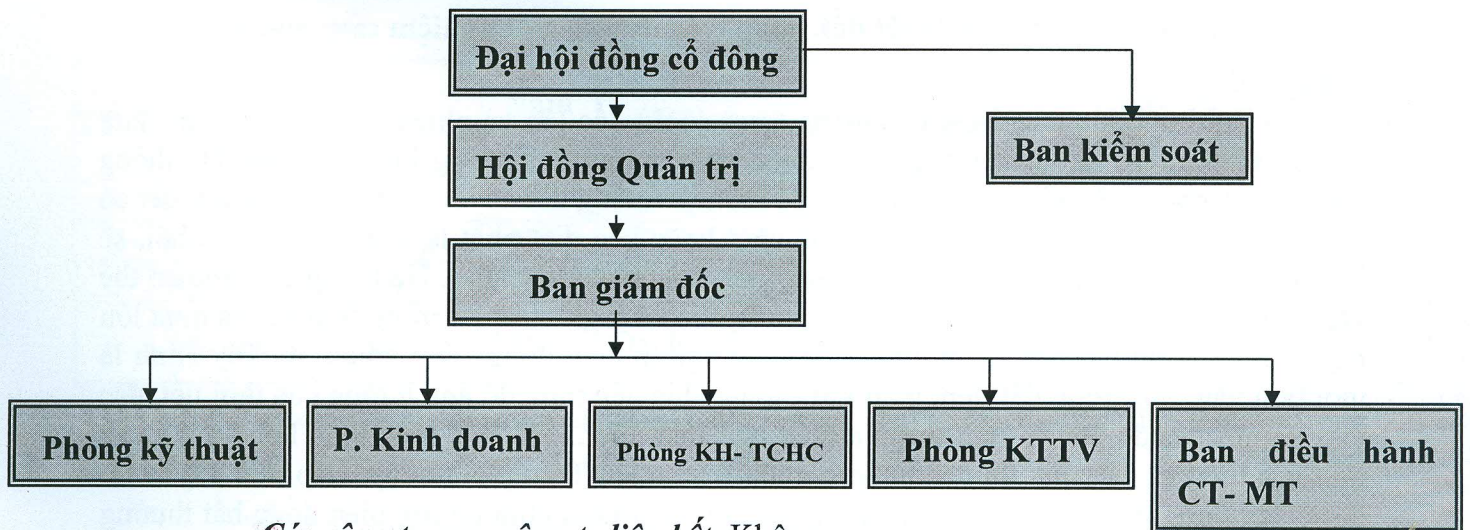 Đại hội đồng cổ đông
Ban kiểm soát
Hội đồng Quản trị
Ban giám đốc
Phòng kỹ thuật
P. Kinh doanh
Phòng KH- TCHC
Phòng KTTV
Ban điều hành
CT- MT